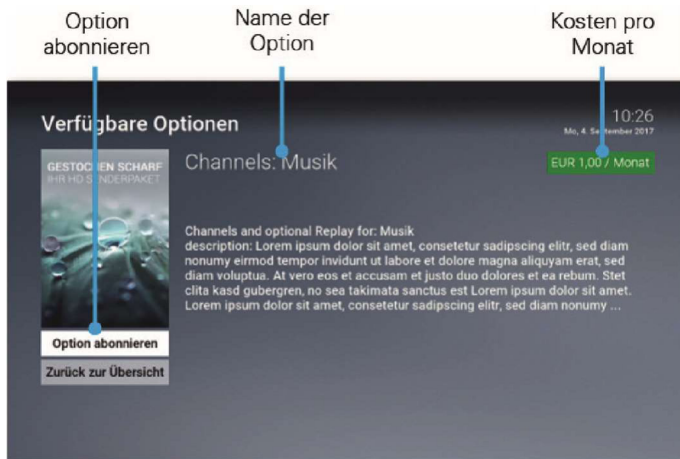 Option
abonnieren
Name der
Option
Kosten pro
Monat
Verfügbare Optionen
10:26
Mo, 4. September 2017
GESTOCHEN SCHARF
IHR HD SENDERPAKET
Channels: Musik
EUR 1,00 / Monat
Channels and optional Replay for: Musik
description: Lorem ipsum dolor sit amet, consetetur sadipscing elitr, sed diam
nonumy eirmod tempor invidunt ut labore et dolore magna aliquyam erat, sed
diam voluptua. At vero eos et accusam et justo duo dolores et ea rebum. Stet
clita kasd gubergren, no sea takimata sanctus est Lorem ipsum dolor sit amet.
Lorem ipsum dolor sit amet, consetetur sadipscing elitr, sed diam nonumy ...
Option abonnieren
Zurück zur Übersicht